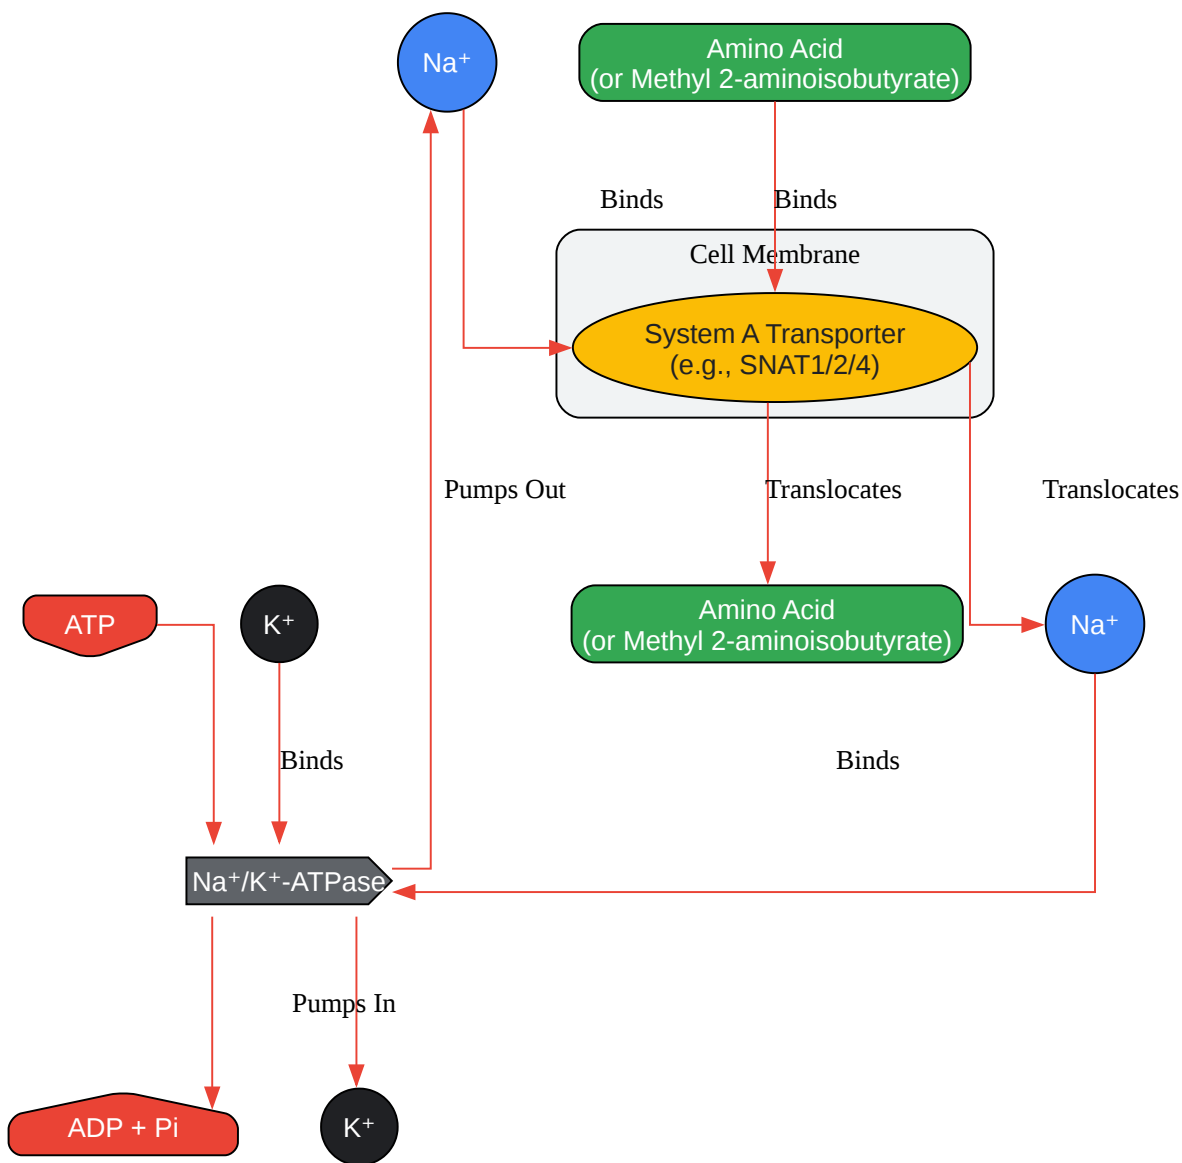 Na⁺
Amino Acid
(or Methyl 2-aminoisobutyrate)
Binds
Binds
Cell Membrane
System A Transporter
(e.g., SNAT1/2/4)
Pumps Out
Translocates
Translocates
ATP
K⁺
Amino Acid
(or Methyl 2-aminoisobutyrate)
Na⁺
Binds
Binds
Na⁺/K⁺-ATPase
Pumps In
ADP + Pi
K⁺